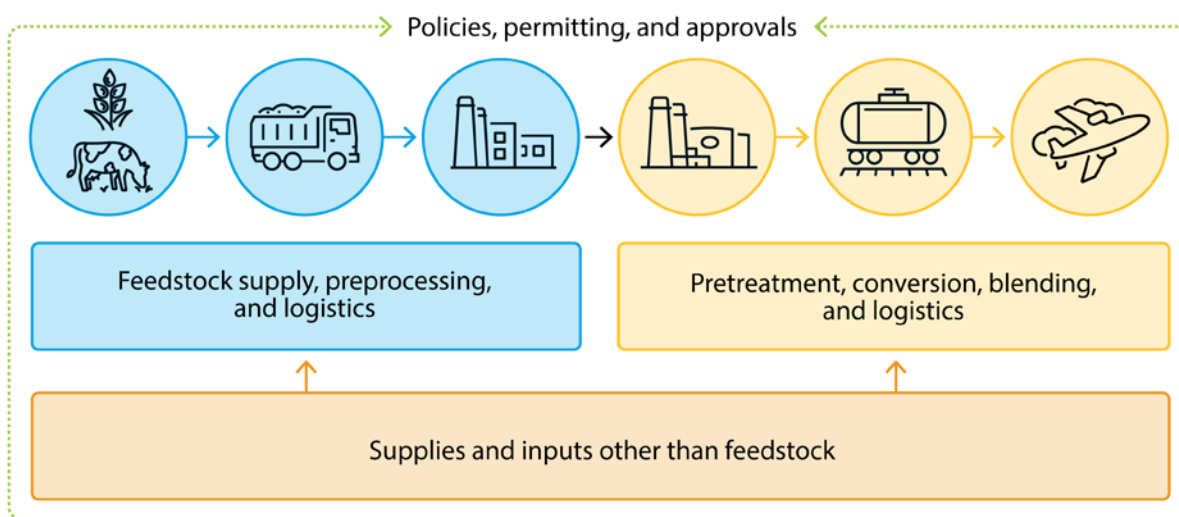 Policies, permitting, and approvals
Feedstock supply, preprocessing,
and logistics
Pretreatment, conversion, blending,
and logistics
Supplies and inputs other than feedstock